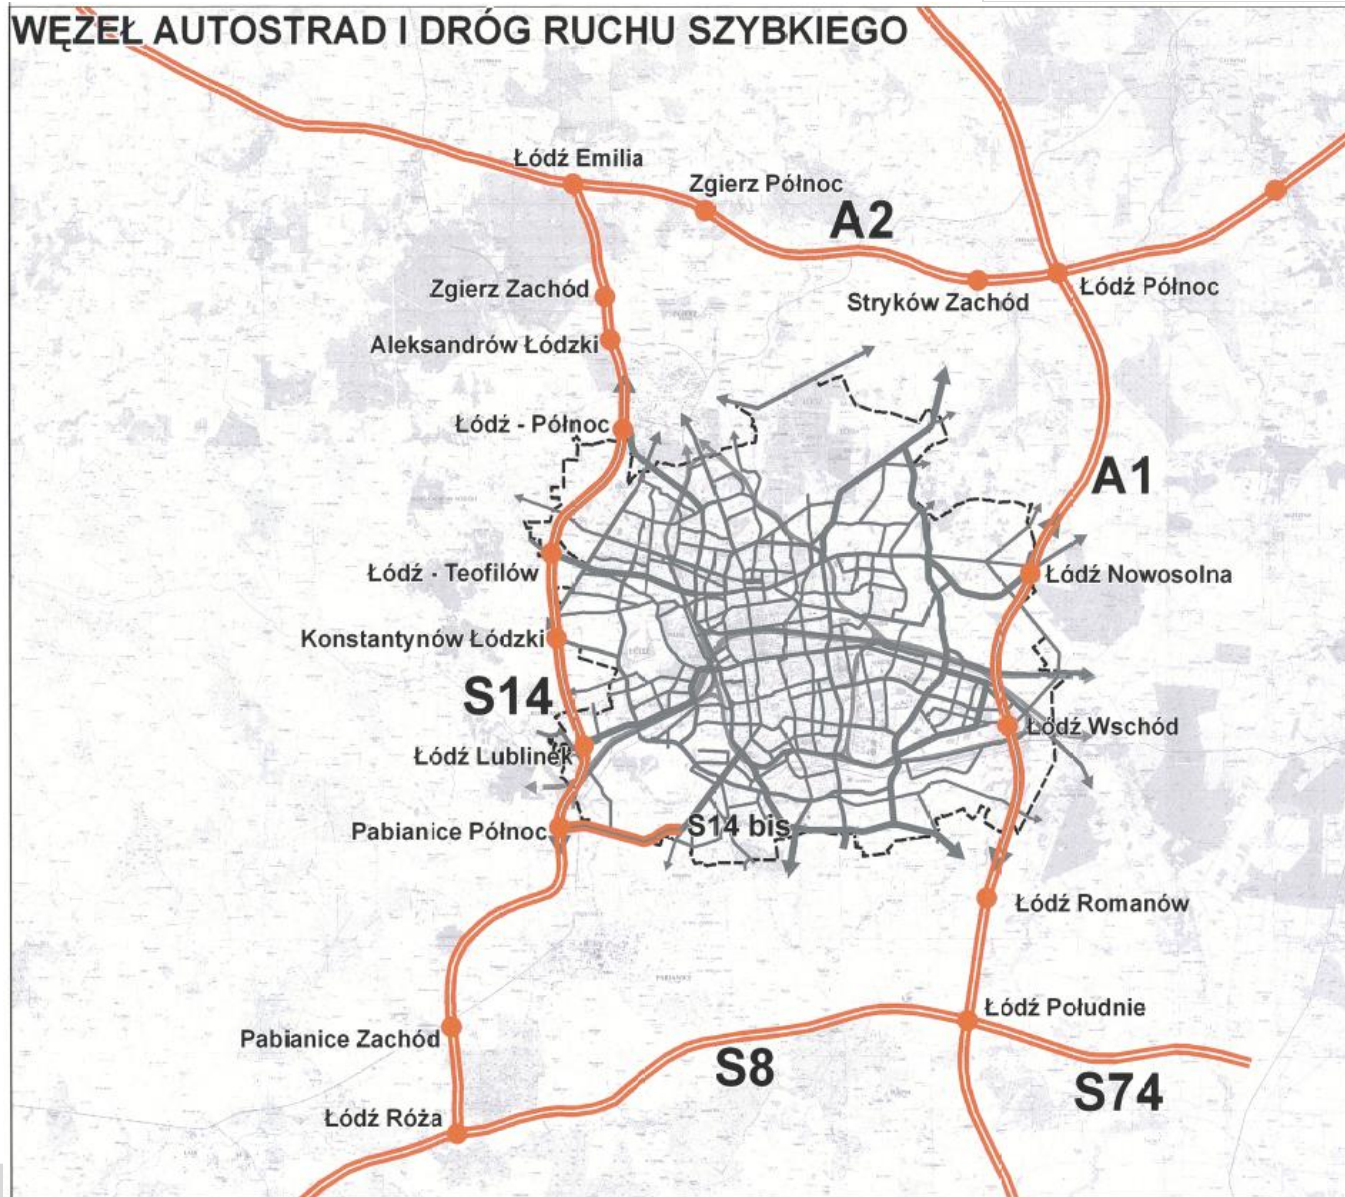 WĘZEŁ AUTOSTRAD I DRÓG RUCHU SZYBKIEGO
Łódź Emilia
Zgierz Północ
A2
Zgierz Zachód
Stryków Zachód
Łódź Północ
Aleksandrów Łódzki
Łódź - Północ
A1
Łódź - Teofilów
Łódź Nowosolna
Konstantynów Łódzki
S14
Łódź Wschód
Łódź Lublinek
Pabianice Północ
S14 bis
Łódź Romanów
PABIANICE
Łódź Południe
Pabianice Zachód
S8
S74
Łódź Róża